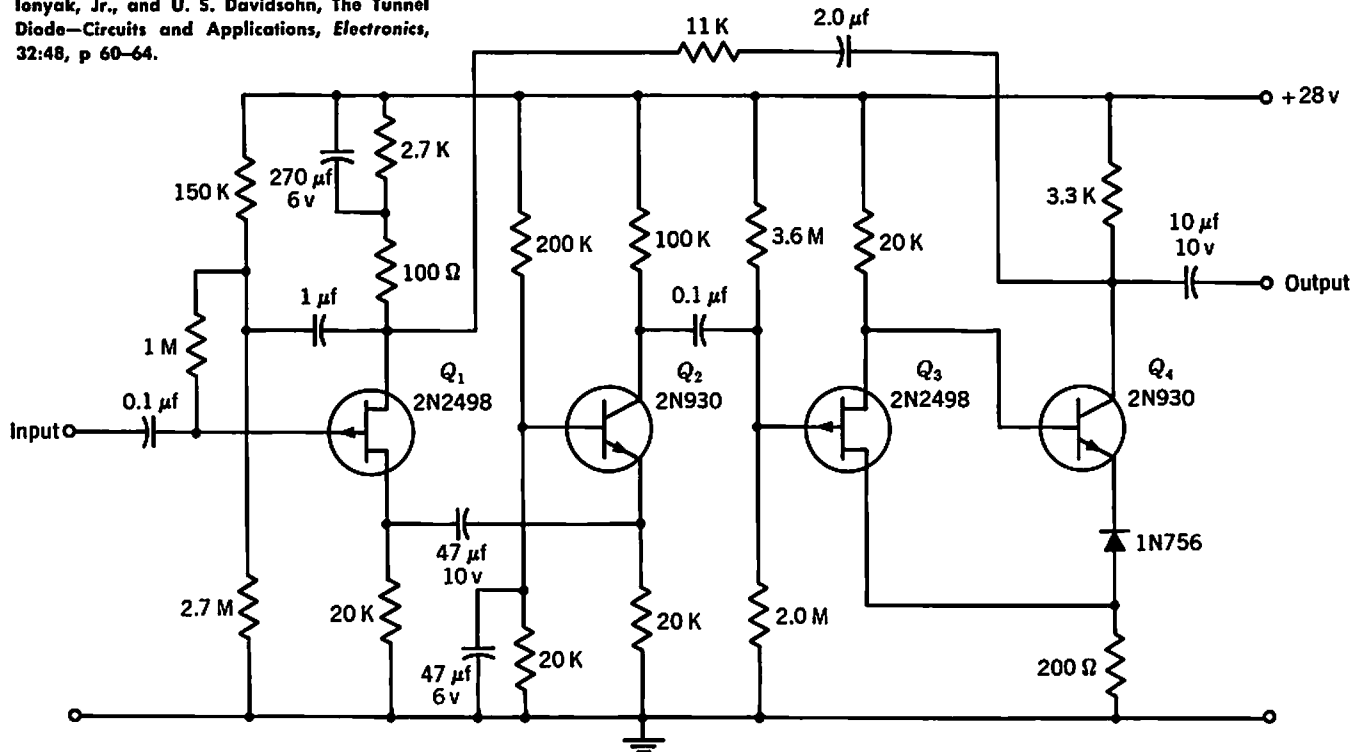 Ionyak, Jr., and U. S. Davidsohn, The Tunnel
Diode—Circuits and Applications, Electronics,
32:48, p 60–64.
11 K
2.0 μf
+28 v
150 K
270 μf
6 v
2.7 K
100 Ω
200 K
100 K
3.6 M
20 K
3.3 K
10 μf
10 v
Output
1 M
1 μf
0.1 μf
Q1
2N2498
Q2
2N930
Q3
2N2498
Q4
2N930
0.1 μf
Input
47 μf
10 v
1N756
2.7 M
20 K
47 μf
6 v
20 K
20 K
2.0 M
200 Ω